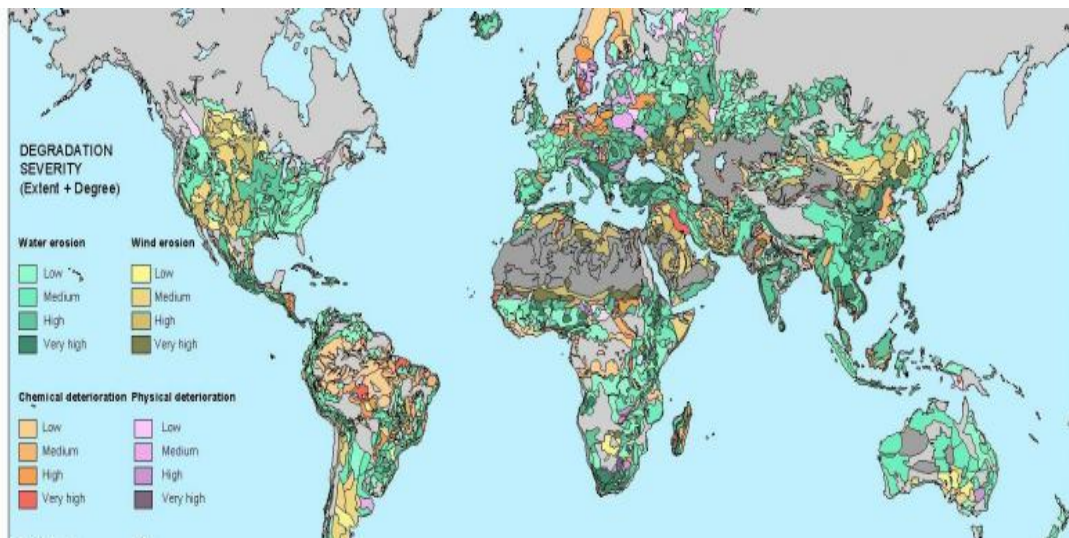 DEGRADATION
SEVERITY
(Extent + Degree)
Water erosion
Low
Medium
High
Very high
Wind erosion
Low
Medium
High
Very high
Chemical deterioration
Low
Medium
High
Very high
Physical deterioration
Low
Medium
High
Very high